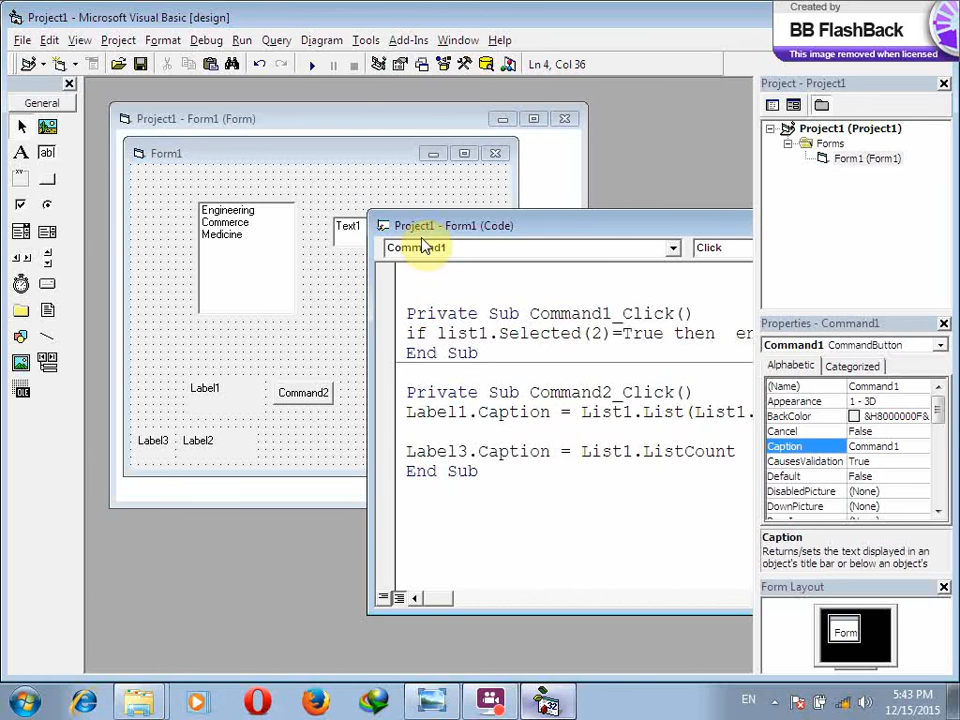 Project1 - Microsoft Visual Basic [design]
Created by
BB FlashBack
This image removed when licensed
File Edit View Project Format Debug Run Query Diagram Tools Add-Ins Window Help
Ln 4, Col 36
General
Project1 - Form1 (Form)
Form1
Engineering
Commerce
Medicine
Text1
Label1
Command2
Label3 Label2
Project1 - Form1 (Code)
Command1 Click
Private Sub Command1_Click()
if list1.Selected(2)=True then en
End Sub
Private Sub Command2_Click()
Label1.Caption = List1.List(List1.
Label3.Caption = List1.ListCount
End Sub
Project - Project1
Project1 (Project1)
Forms
Form1 (Form1)
Properties - Command1
Command1 CommandButton
Alphabetic Categorized
(Name) Command1
Appearance 1 - 3D
BackColor &H8000000F&
Cancel False
Caption Command1
CausesValidation True
Default False
DisabledPicture (None)
DownPicture (None)
Caption
Returns/sets the text displayed in an object's title bar or below an object's
Form Layout
Form
EN
5:43 PM
12/15/2015